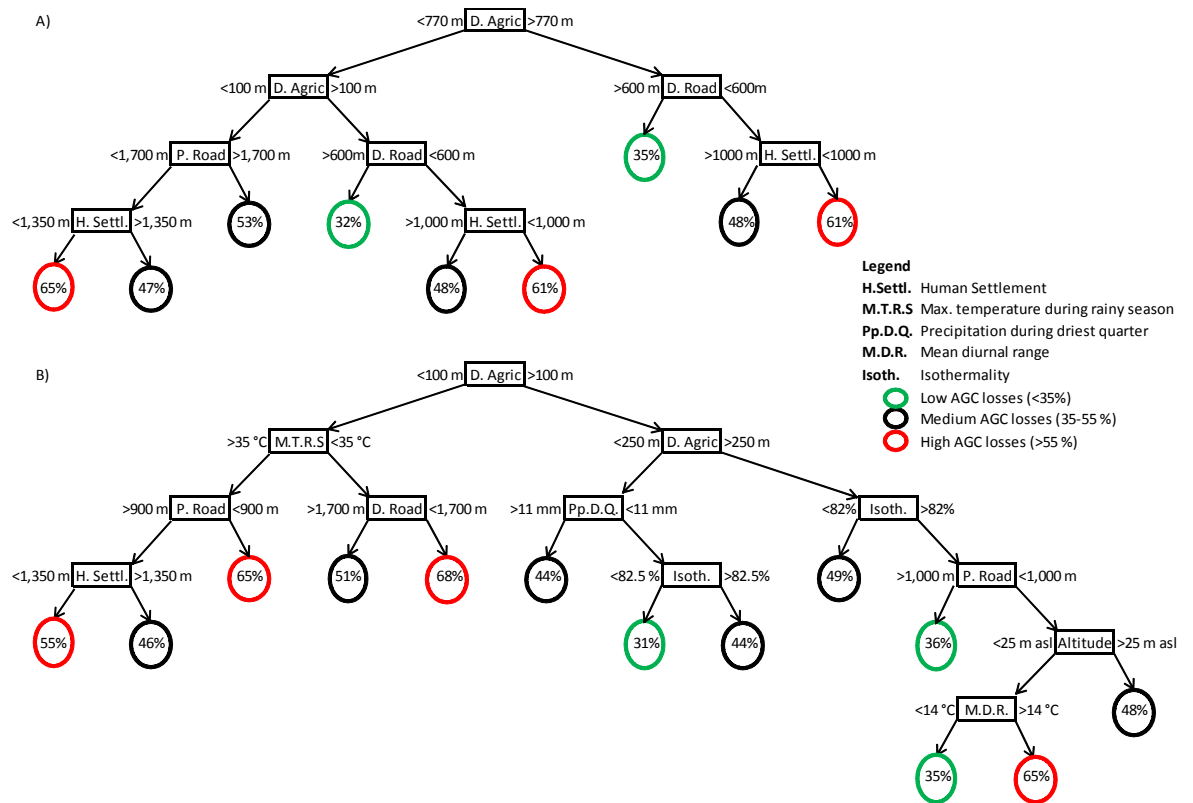 A)
<770 m D. Agric >770 m
<100 m D. Agric >100 m
>600 m D. Road <600m
<1,700 m P. Road >1,700 m
>600m D. Road <600 m
35%
>1000 m H. Settl. <1000 m
<1,350 m H. Settl. >1,350 m
53%
32%
>1,000 m H. Settl. <1,000 m
48%
61%
65%
47%
48%
61%
Legend
H.Settl. Human Settlement
M.T.R.S Max. temperature during rainy season
Pp.D.Q. Precipitation during driest quarter
M.D.R. Mean diurnal range
Isoth. Isothermality
Low AGC losses (<35%)
Medium AGC losses (35-55 %)
High AGC losses (>55 %)
B)
<100 m D. Agric >100 m
>35 °C M.T.R.S <35 °C
<250 m D. Agric >250 m
>900 m P. Road <900 m
>1,700 m D. Road <1,700 m
>11 mm Pp.D.Q. <11 mm
<82% Isoth. >82%
<1,350 m H. Settl. >1,350 m
65%
51%
68%
44%
<82.5 % Isoth. >82.5%
49%
>1,000 m P. Road <1,000 m
55%
46%
31%
44%
36%
<25 m asl Altitude >25 m asl
<14 °C M.D.R. >14 °C
48%
35%
65%